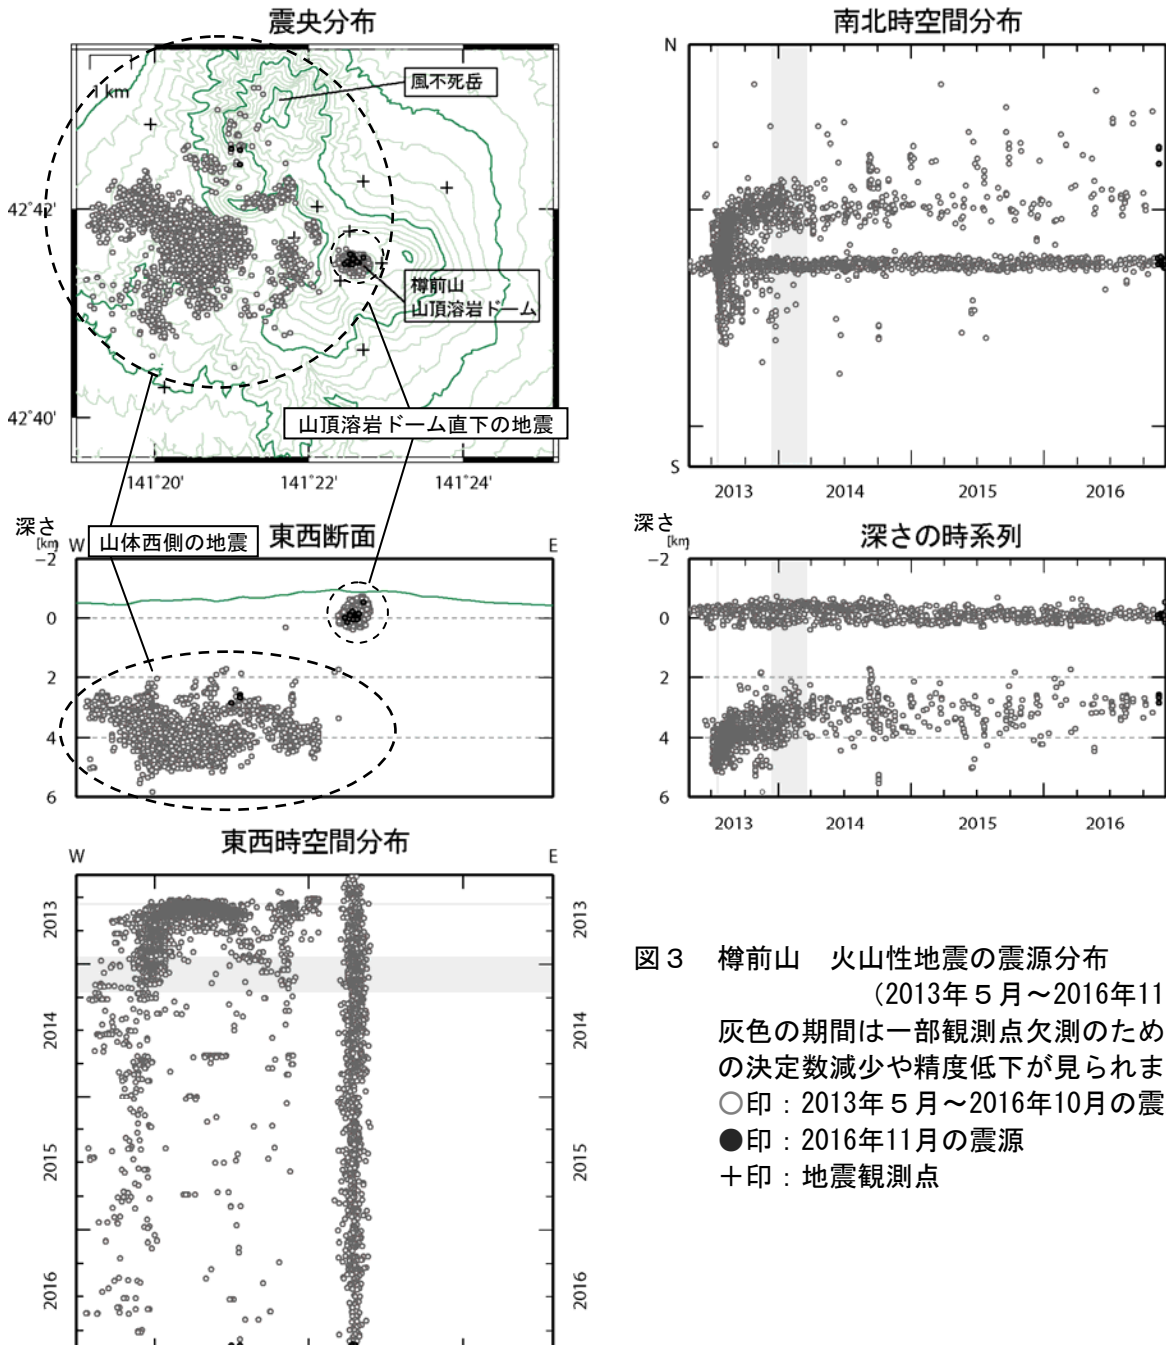 震央分布
1 km
風不死岳
42°42'
樽前山
山頂溶岩ドーム
42°40'
山頂溶岩ドーム直下の地震
141°20'
141°22'
141°24'
南北時空間分布
N
S
2013
2014
2015
2016
深さ
[km]
W
山体西側の地震
東西断面
E
-2
0
2
4
6
深さ
[km]
深さの時系列
-2
0
2
4
6
2013
2014
2015
2016
東西時空間分布
W
E
2013
2014
2015
2016
2013
2014
2015
2016
図3 樽前山 火山性地震の震源分布
(2013年5月～2016年11
灰色の期間は一部観測点欠測のため
の決定数減少や精度低下が見られま
○印：2013年5月～2016年10月の震
●印：2016年11月の震源
＋印：地震観測点